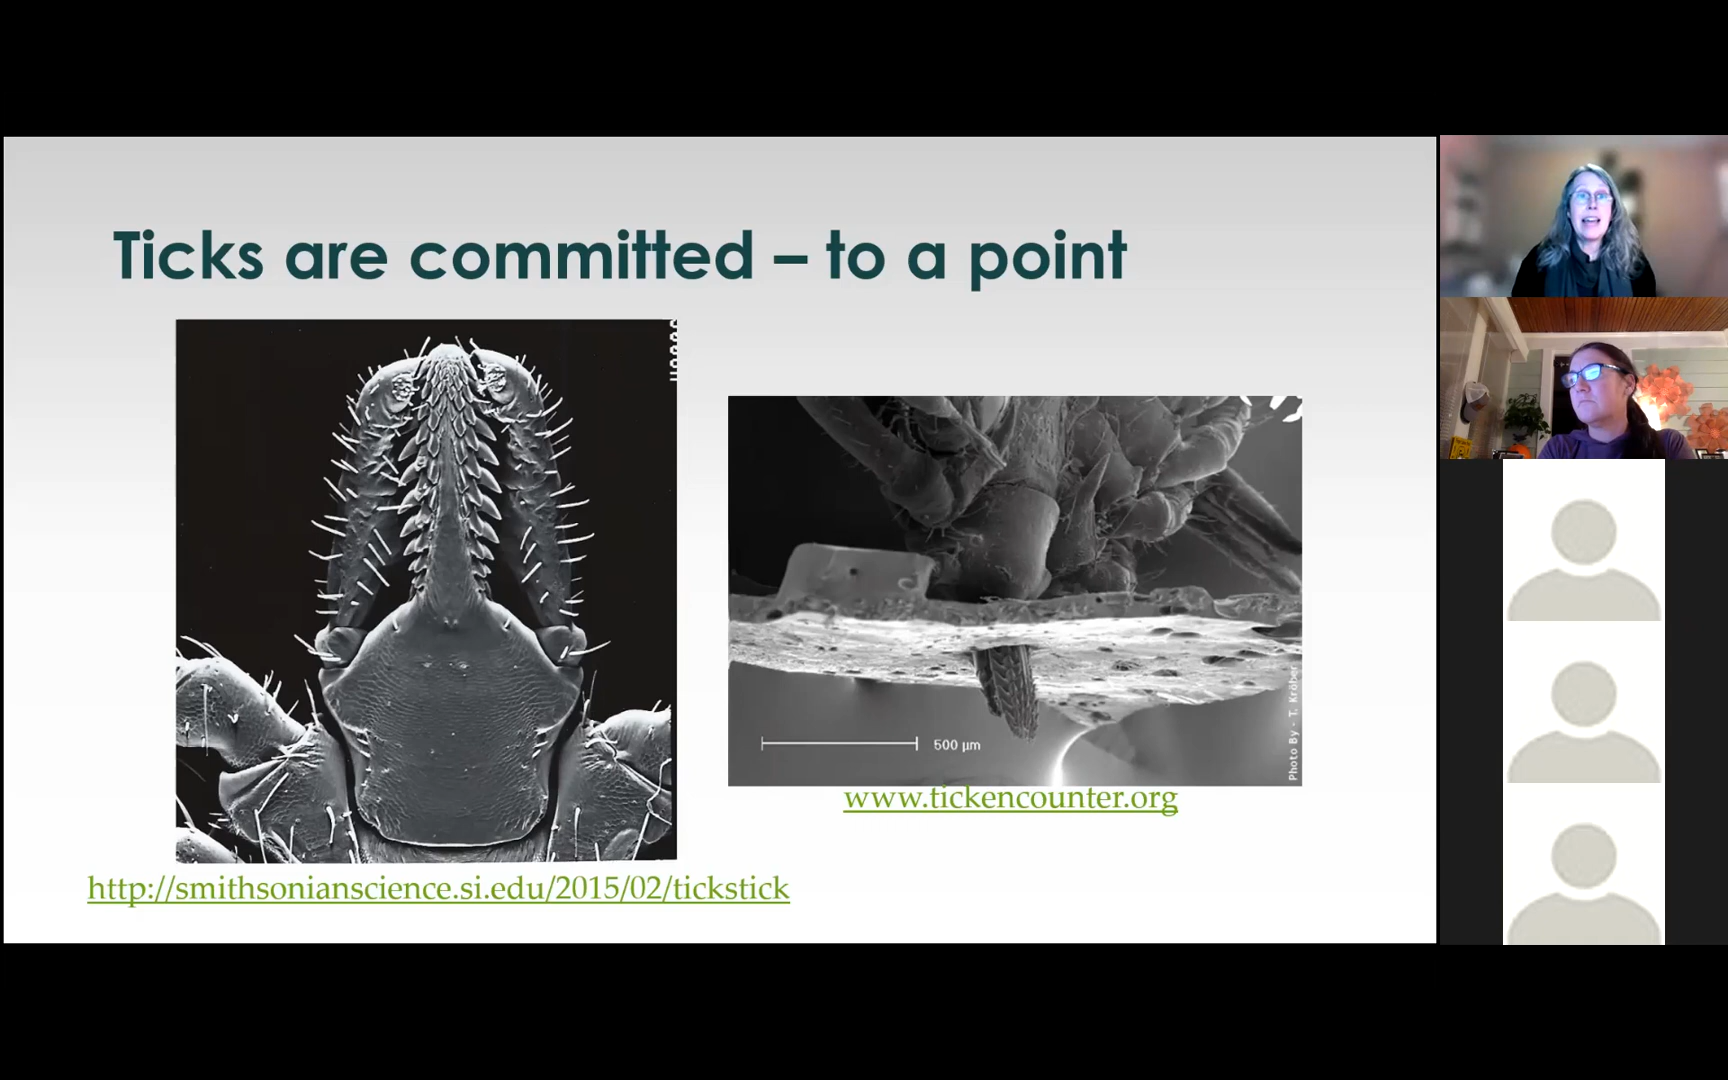 Ticks are committed – to a point
500 µm
Photo By - T. Kröber
www.tickencounter.org
http://smithsonianscience.si.edu/2015/02/tickstick